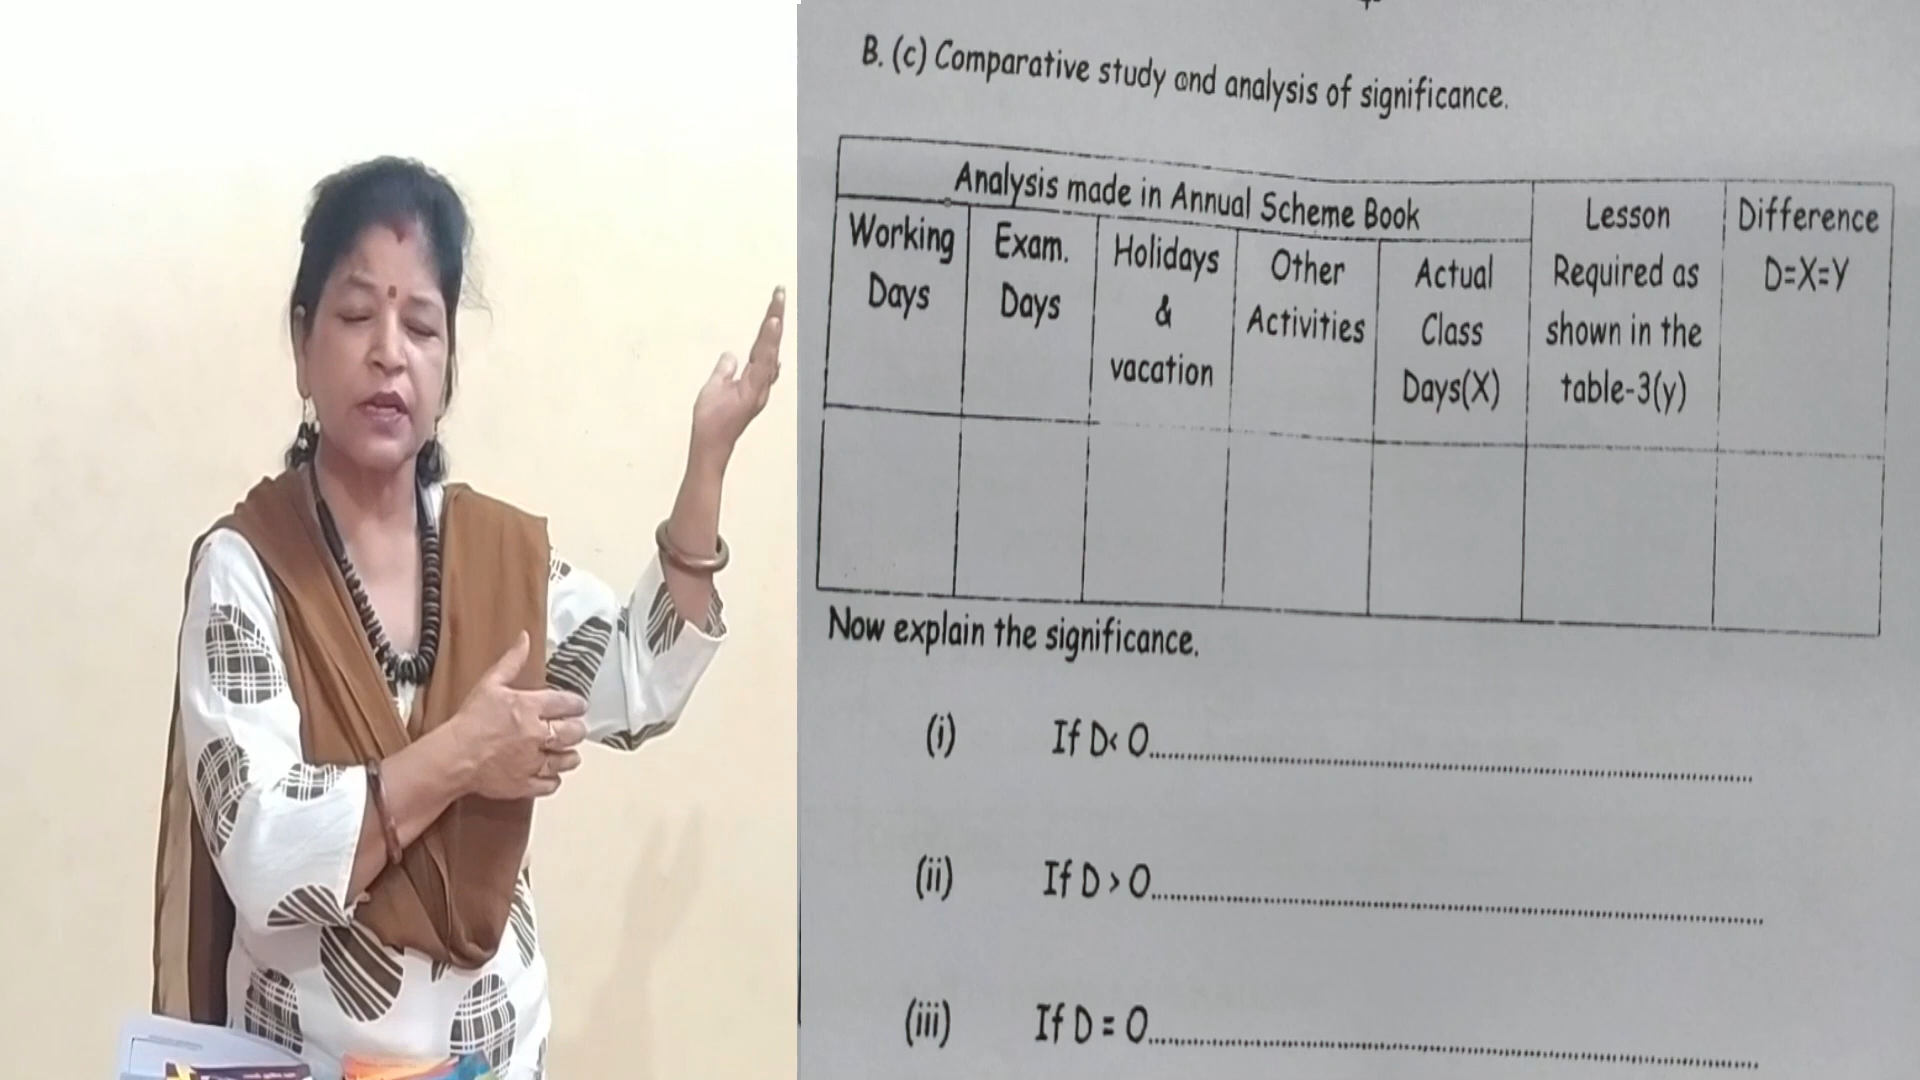 B. (c) Comparative study and analysis of significance.
Analysis made in Annual Scheme Book
Working
Days
Exam.
Days
Holidays
&
vacation
Other
Activities
Actual
Class
Days(X)
Lesson
Required as
shown in the
table-3(y)
Difference
D=X=Y
Now explain the significance.
(i) If D< O
(ii) If D > O
(iii) If D = O